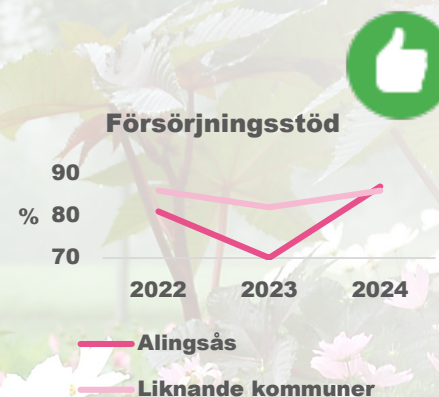 Försörjningsstöd
90
% 80
70
2022 2023 2024
Alingsås
Liknande kommuner